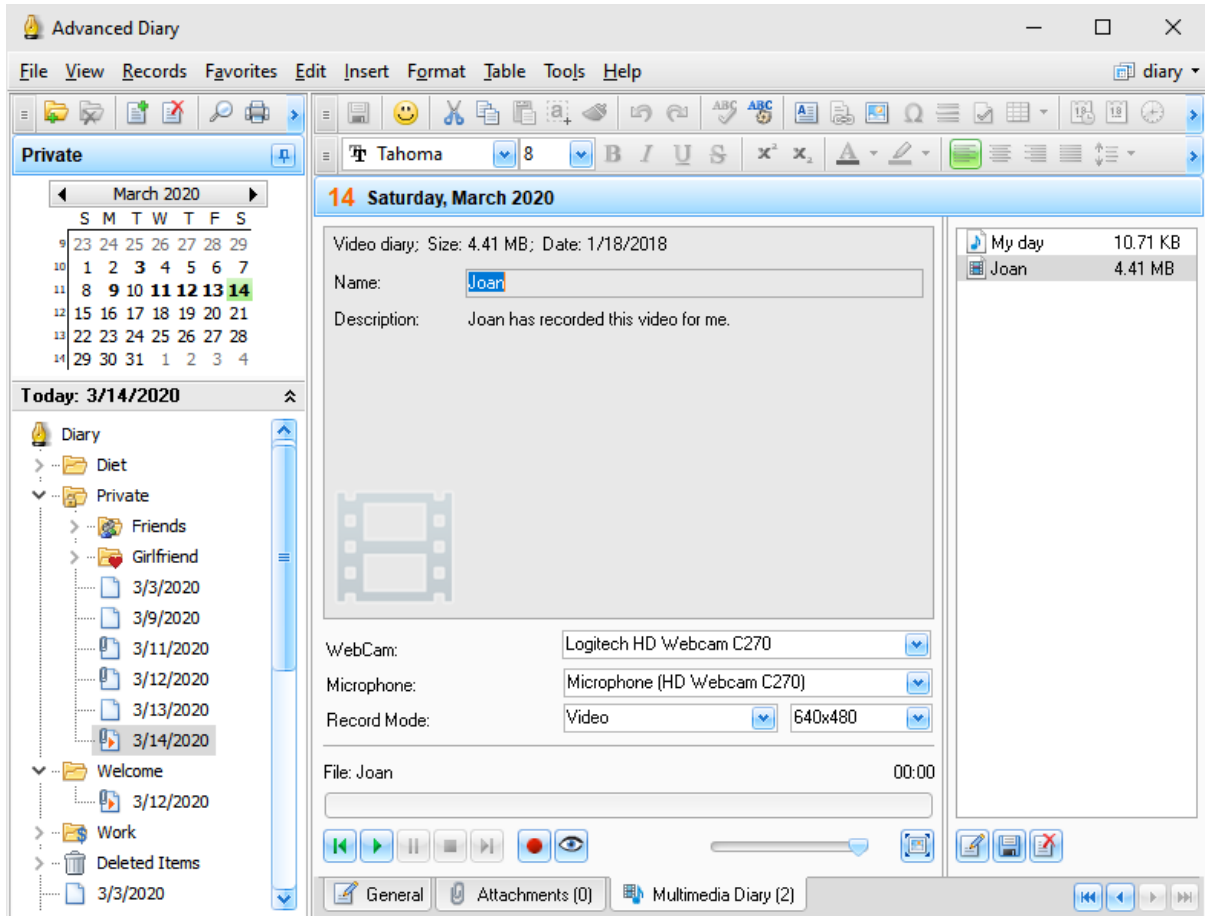 Advanced Diary
File View Records Favorites Edit Insert Format Table Tools Help
diary
Private
March 2020
S M T W T F S
9 23 24 25 26 27 28 29
10 1 2 3 4 5 6 7
11 8 9 10 11 12 13 14
12 15 16 17 18 19 20 21
13 22 23 24 25 26 27 28
14 29 30 31 1 2 3 4
Today: 3/14/2020
Diary
Diet
Private
Friends
Girlfriend
3/3/2020
3/9/2020
3/11/2020
3/12/2020
3/13/2020
3/14/2020
Welcome
3/12/2020
Work
Deleted Items
3/3/2020
a ABC ABC A Ω 18 18
Tahoma 8 B I U S x² x₂ A
14 Saturday, March 2020
Video diary; Size: 4.41 MB; Date: 1/18/2018
Name: Joan
Description: Joan has recorded this video for me.
WebCam: Logitech HD Webcam C270
Microphone: Microphone (HD Webcam C270)
Record Mode: Video 640x480
File: Joan 00:00
General Attachments (0) Multimedia Diary (2)
My day 10.71 KB
Joan 4.41 MB